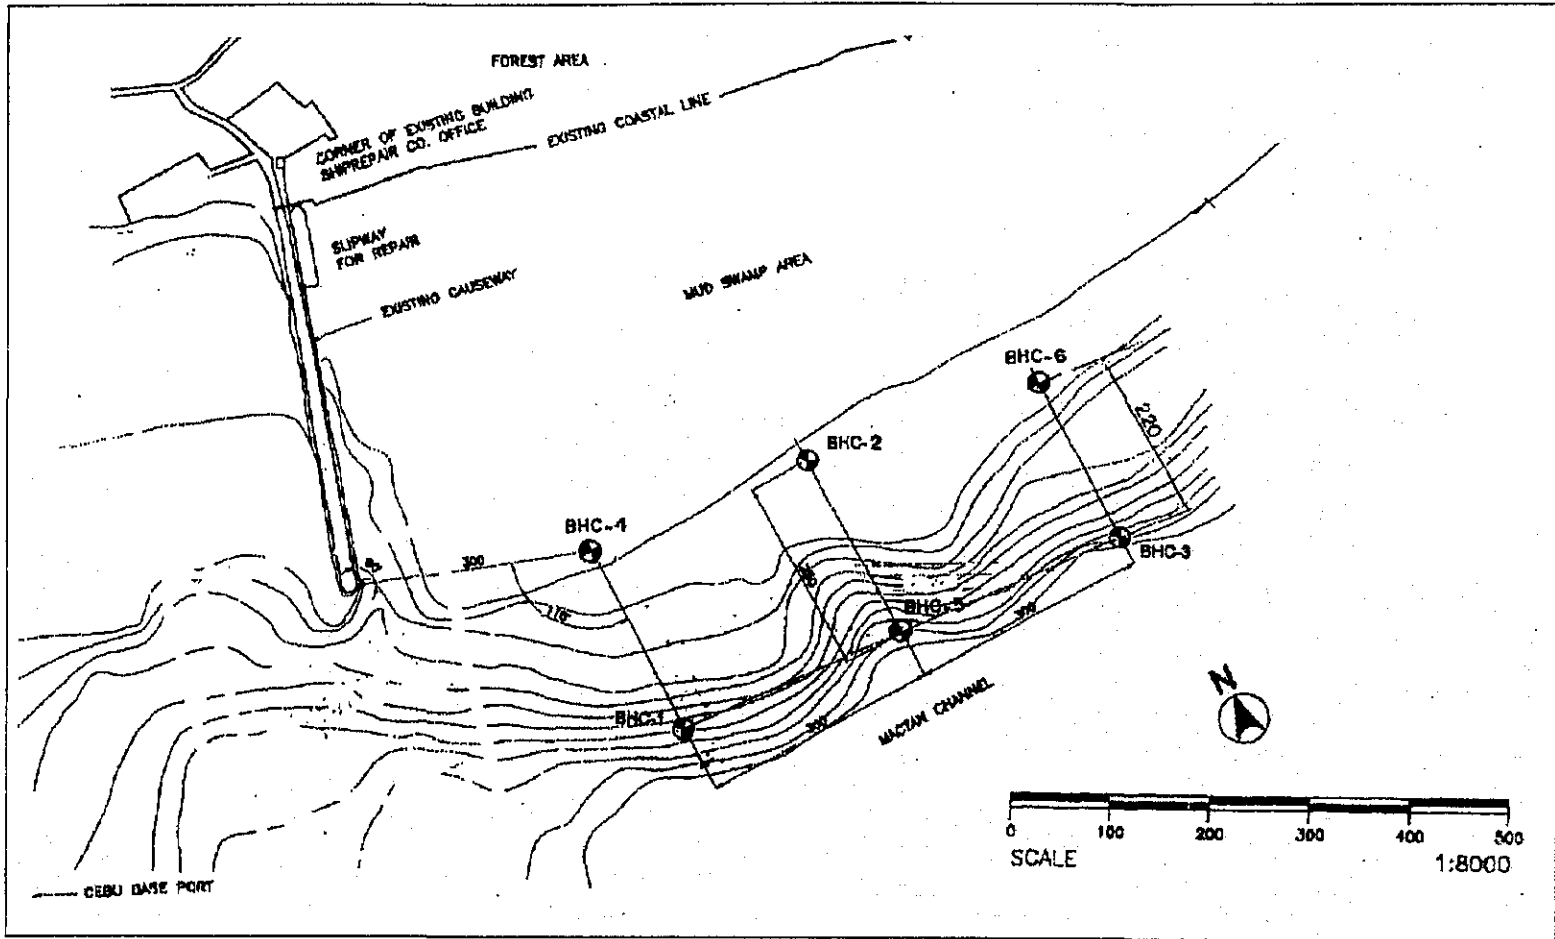 FOREST AREA
CORNER OF EXISTING BUILDING
SHIPREPAIR CO. OFFICE
EXISTING COASTAL LINE
SLIPWAY
FOR REPAIR
EXISTING CAUSEWAY
MUD SWAMP AREA
BHC-6
220
BHC-2
BHC-4
300
BHC-3
BHC-5
300
BHC-1
300
MACTAN CHANNEL
N
0 100 200 300 400 500
SCALE
1:8000
CEBU BASE PORT